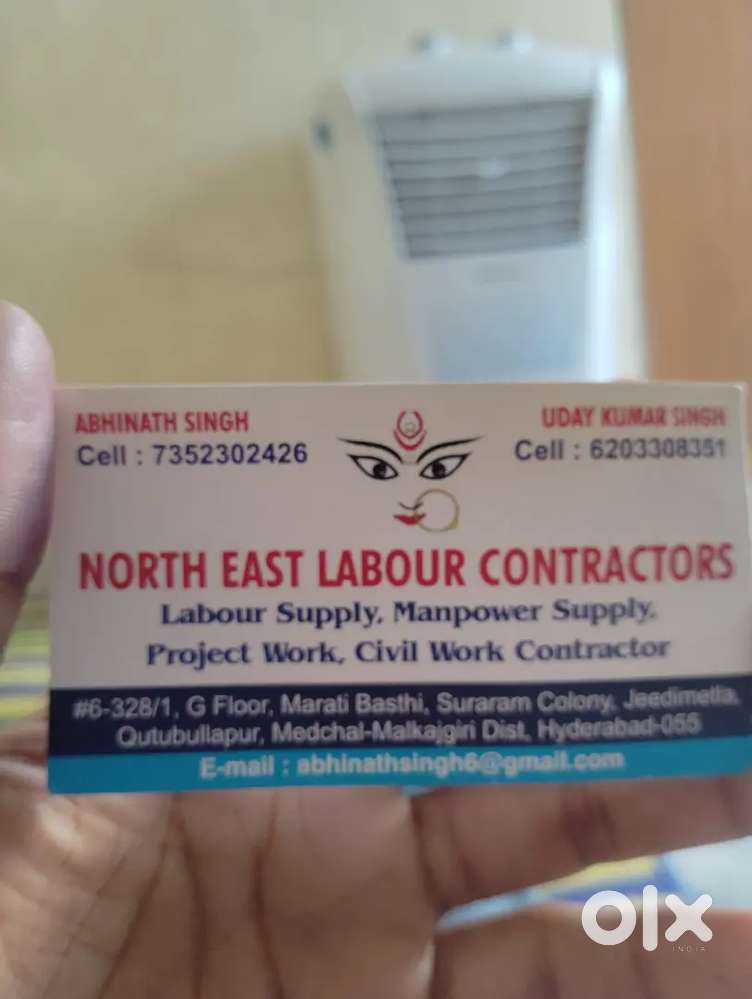 ABHINATH SINGH
Cell : 7352302426
UDAY KUMAR SINGH
Cell : 6203308351
NORTH EAST LABOUR CONTRACTORS
Labour Supply, Manpower Supply,
Project Work, Civil Work Contractor
#6-328/1, G Floor, Marati Basthi, Suraram Colony, Jeedimetla,
Qutubullapur, Medchal-Malkajgiri Dist, Hyderabad-055
E-mail : abhinathsingh6@gmail.com
olx
INDIA